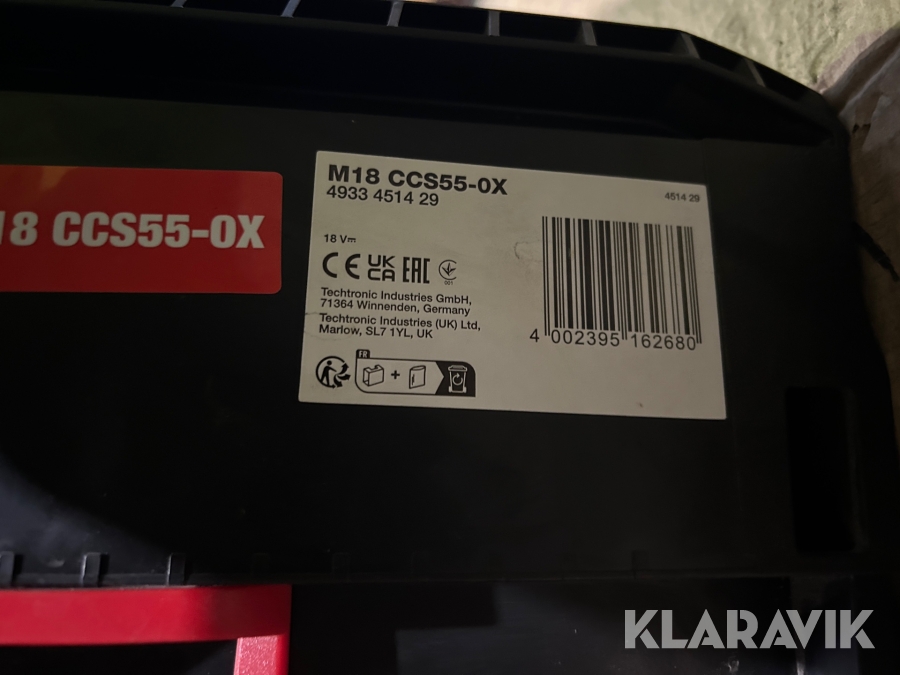 18 CCS55-0X
M18 CCS55-0X
4933 4514 29
4514 29
18 V
CE UK CA EAC
001
Techtronic Industries GmbH,
71364 Winnenden, Germany
Techtronic Industries (UK) Ltd,
Marlow, SL7 1YL, UK
4 002395 162680
FR
+
KLARAVIK